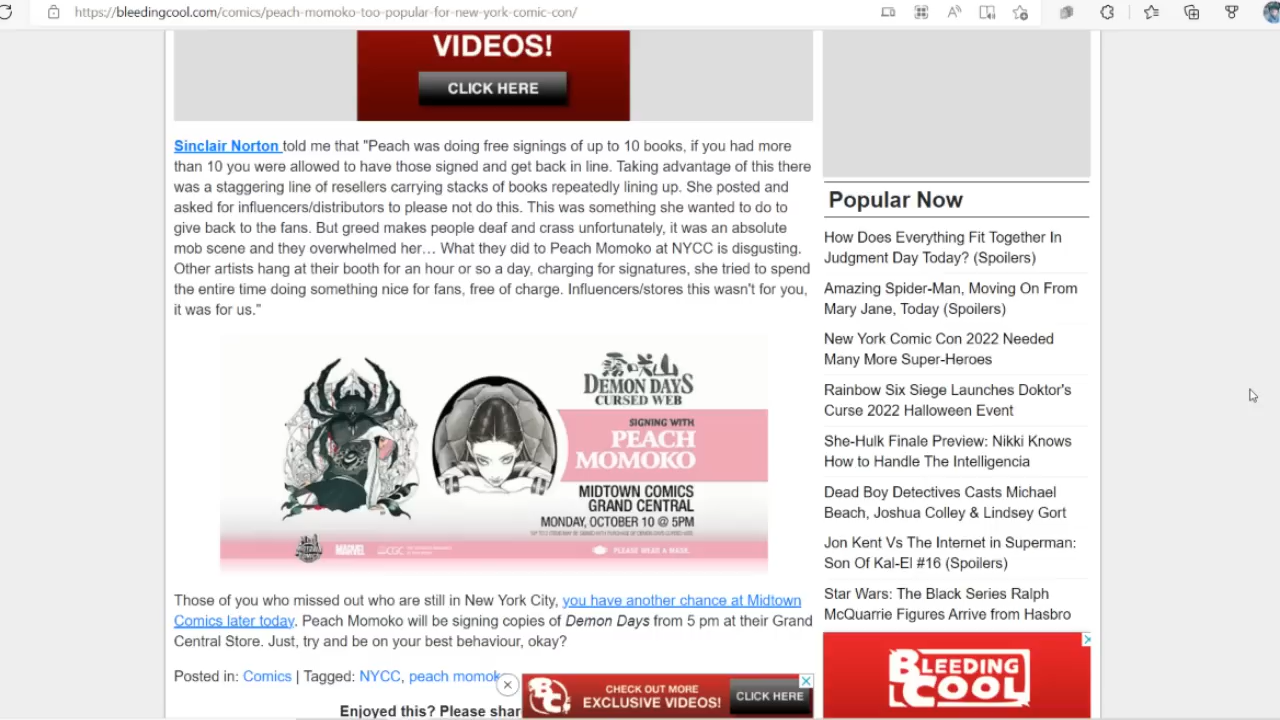 https://bleedingcool.com/comics/peach-momoko-too-popular-for-new-york-comic-con/
VIDEOS!
CLICK HERE
Sinclair Norton told me that "Peach was doing free signings of up to 10 books, if you had more
than 10 you were allowed to have those signed and get back in line. Taking advantage of this there
was a staggering line of resellers carrying stacks of books repeatedly lining up. She posted and
asked for influencers/distributors to please not do this. This was something she wanted to do to
give back to the fans. But greed makes people deaf and crass unfortunately, it was an absolute
mob scene and they overwhelmed her… What they did to Peach Momoko at NYCC is disgusting.
Other artists hang at their booth for an hour or so a day, charging for signatures, she tried to spend
the entire time doing something nice for fans, free of charge. Influencers/stores this wasn't for you,
it was for us."
DEMON DAYS
CURSED WEB
SIGNING WITH
PEACH
MOMOKO
MIDTOWN COMICS
GRAND CENTRAL
MONDAY, OCTOBER 10 @ 5PM
MIDTOWN COMICS
MARVEL
CGC
PLEASE WEAR A MASK.
Those of you who missed out who are still in New York City, you have another chance at Midtown
Comics later today. Peach Momoko will be signing copies of Demon Days from 5 pm at their Grand
Central Store. Just, try and be on your best behaviour, okay?
Posted in: Comics | Tagged: NYCC, peach momok
Enjoyed this? Please shar
CHECK OUT MORE
EXCLUSIVE VIDEOS!
CLICK HERE
Popular Now
How Does Everything Fit Together In
Judgment Day Today? (Spoilers)
Amazing Spider-Man, Moving On From
Mary Jane, Today (Spoilers)
New York Comic Con 2022 Needed
Many More Super-Heroes
Rainbow Six Siege Launches Doktor's
Curse 2022 Halloween Event
She-Hulk Finale Preview: Nikki Knows
How to Handle The Intelligencia
Dead Boy Detectives Casts Michael
Beach, Joshua Colley & Lindsey Gort
Jon Kent Vs The Internet in Superman:
Son Of Kal-El #16 (Spoilers)
Star Wars: The Black Series Ralph
McQuarrie Figures Arrive from Hasbro
BLEEDING
COOL